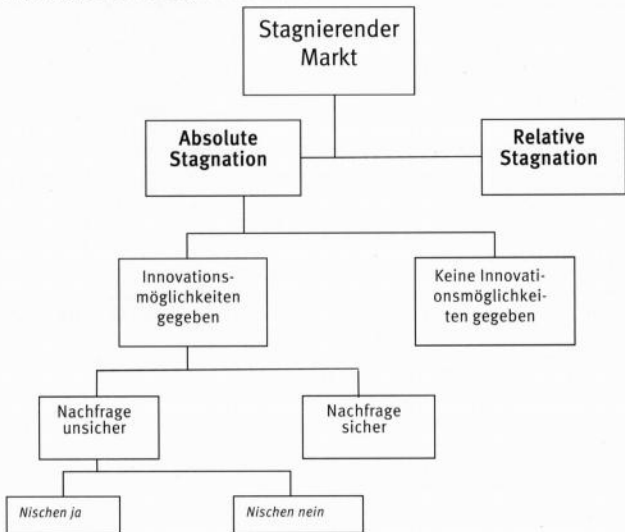 Stagnierender
Markt
Absolute
Stagnation
Relative
Stagnation
Innovations-
möglichkeiten
gegeben
Keine Innovati-
onsmöglichkei-
ten gegeben
Nachfrage
unsicher
Nachfrage
sicher
Nischen ja
Nischen nein